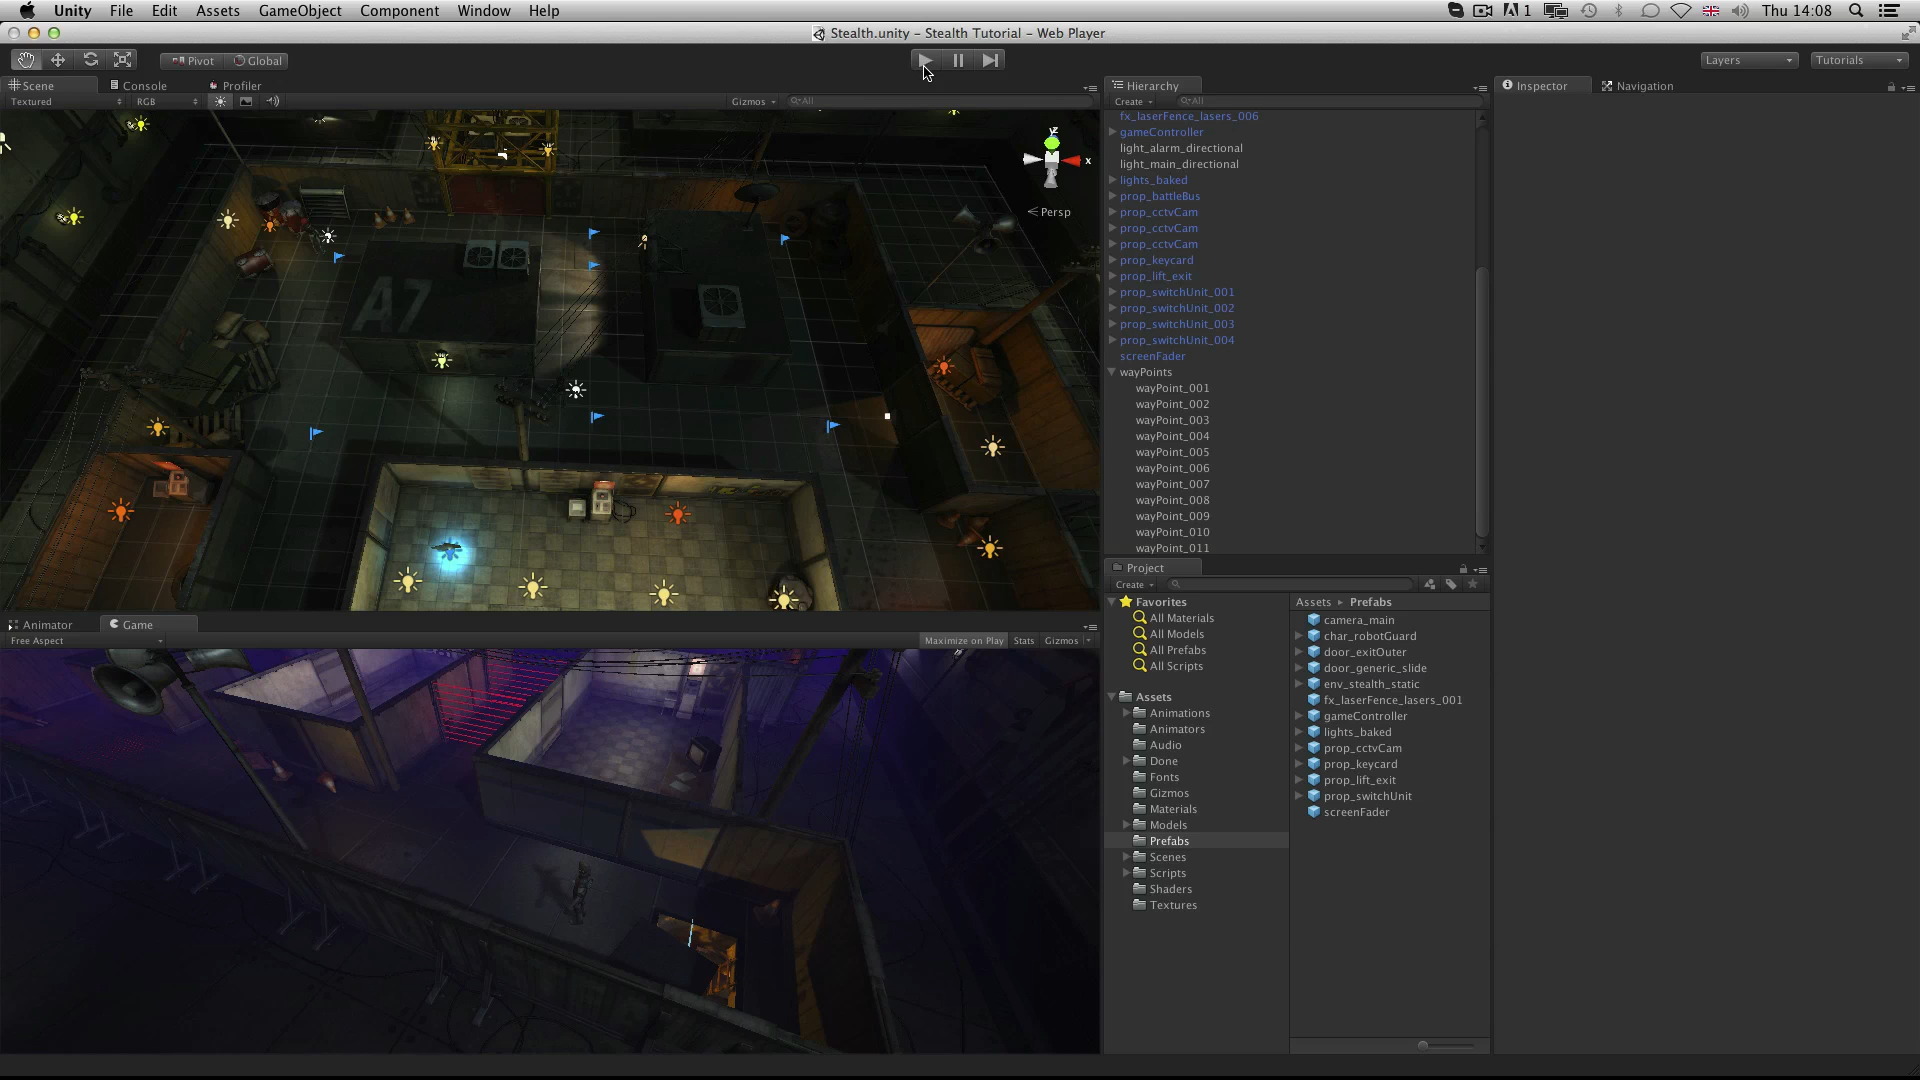 Unity File Edit Assets GameObject Component Window Help
1 Thu 14:08
Stealth.unity – Stealth Tutorial – Web Player
Pivot Global
Layers Tutorials
Scene Console Profiler
Textured RGB Gizmos All
y
x
Persp
A7
Animator Game
Free Aspect Maximize on Play Stats Gizmos
Hierarchy
Create All
fx_laserFence_lasers_006
gameController
light_alarm_directional
light_main_directional
lights_baked
prop_battleBus
prop_cctvCam
prop_cctvCam
prop_cctvCam
prop_keycard
prop_lift_exit
prop_switchUnit_001
prop_switchUnit_002
prop_switchUnit_003
prop_switchUnit_004
screenFader
wayPoints
wayPoint_001
wayPoint_002
wayPoint_003
wayPoint_004
wayPoint_005
wayPoint_006
wayPoint_007
wayPoint_008
wayPoint_009
wayPoint_010
wayPoint_011
Project
Create
Favorites
All Materials
All Models
All Prefabs
All Scripts
Assets
Animations
Animators
Audio
Done
Fonts
Gizmos
Materials
Models
Prefabs
Scenes
Scripts
Shaders
Textures
Assets ▸ Prefabs
camera_main
char_robotGuard
door_exitOuter
door_generic_slide
env_stealth_static
fx_laserFence_lasers_001
gameController
lights_baked
prop_cctvCam
prop_keycard
prop_lift_exit
prop_switchUnit
screenFader
Inspector Navigation